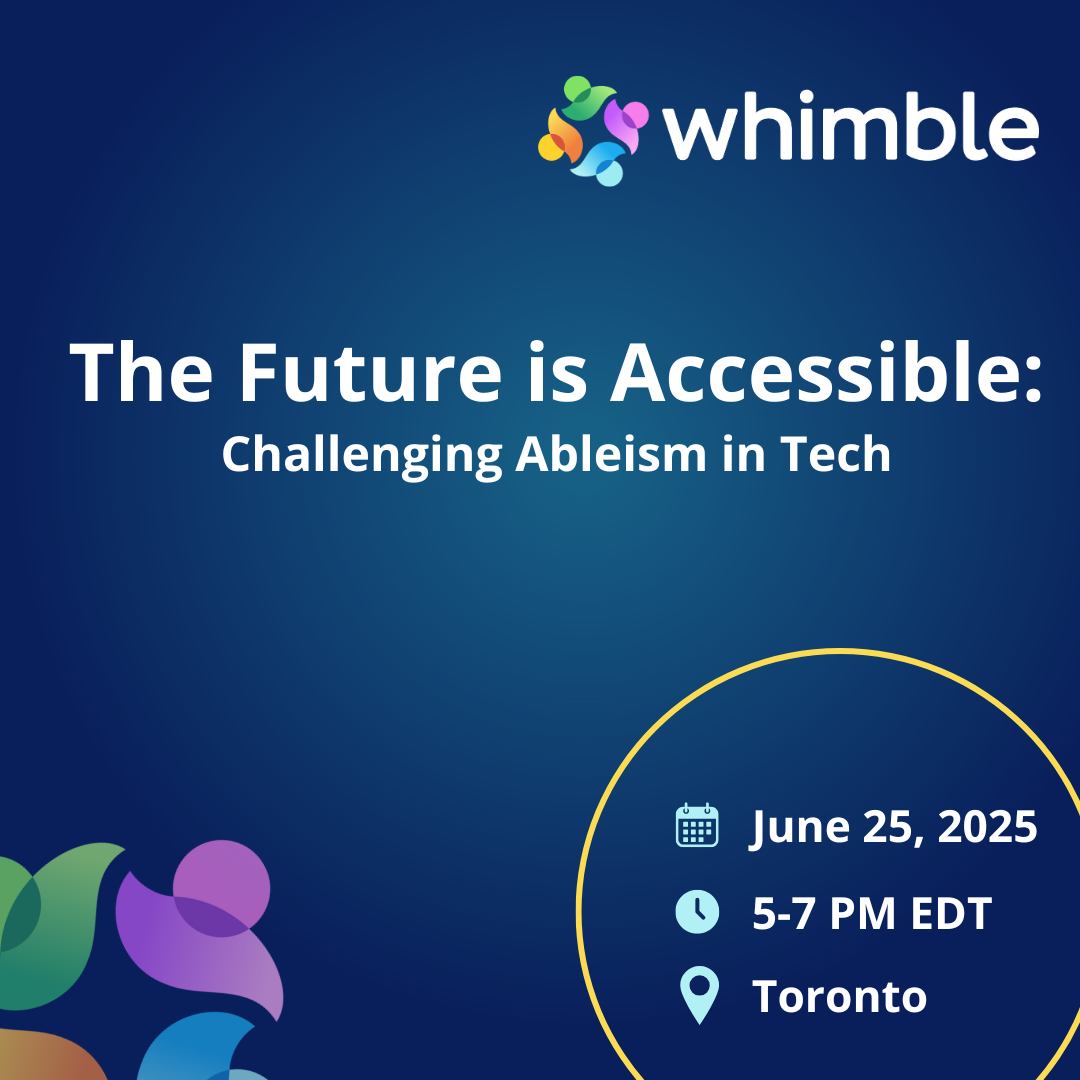 whimble
The Future is Accessible:
Challenging Ableism in Tech
June 25, 2025
5-7 PM EDT
Toronto